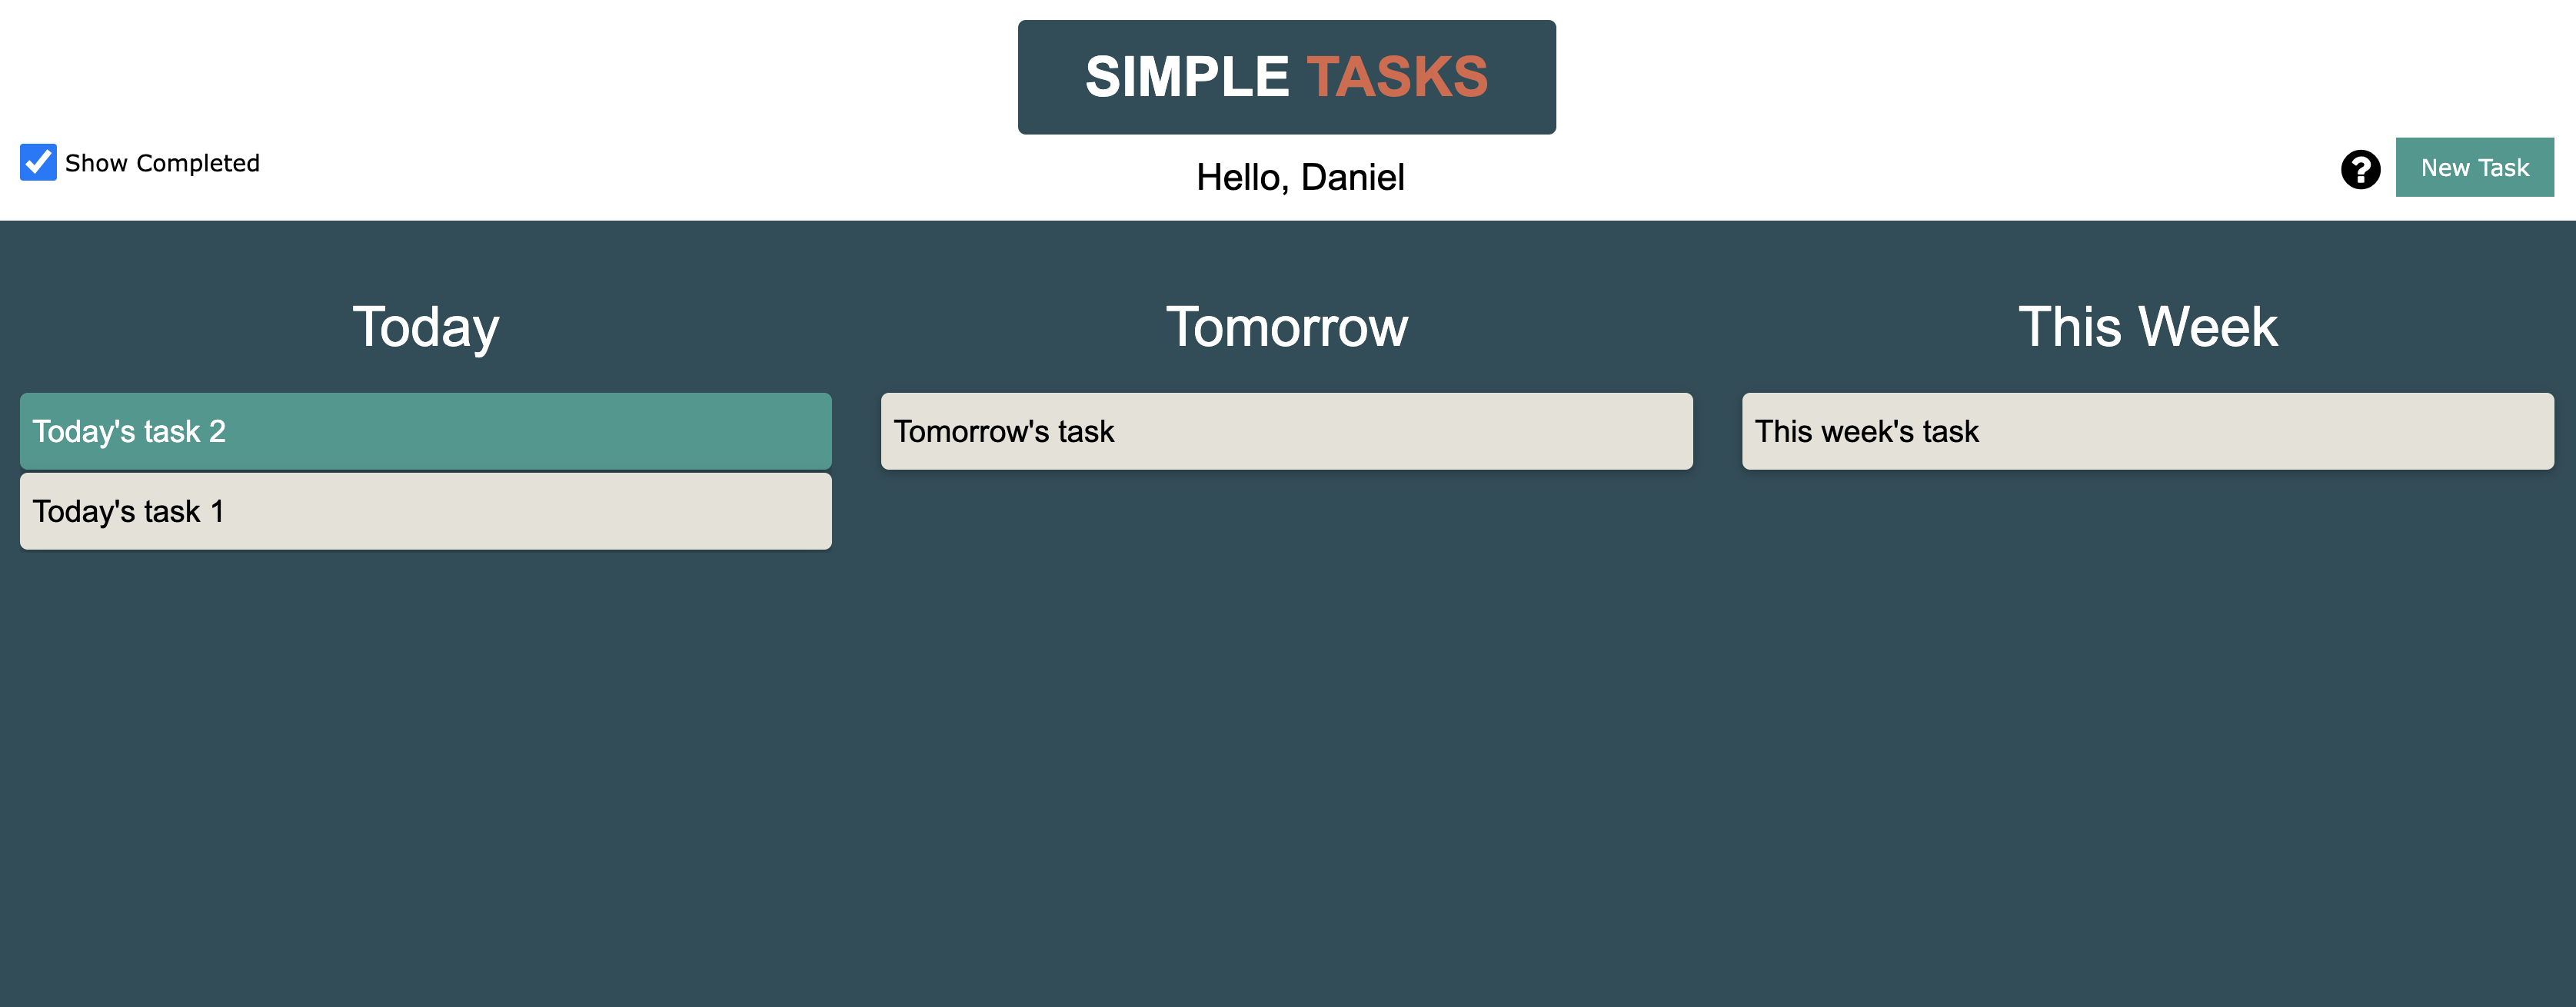 SIMPLE TASKS
Show Completed
Hello, Daniel
?
New Task
Today
Today's task 2
Today's task 1
Tomorrow
Tomorrow's task
This Week
This week's task